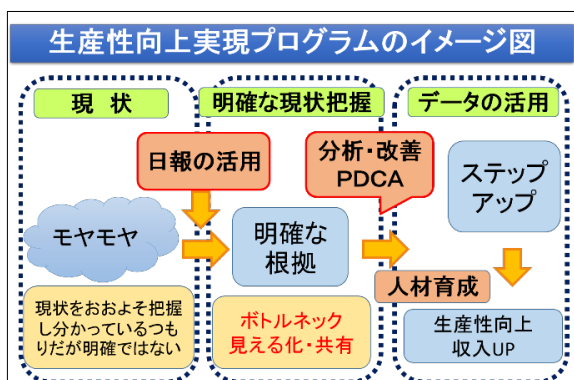 生産性向上実現プログラムのイメージ図
現 状
明確な現状把握
データの活用
日報の活用
分析・改善
PDCA
ステップ
アップ
モヤモヤ
明確な
根拠
人材育成
現状をおおよそ把握
し分かっているつも
りだが明確ではない
ボトルネック
見える化・共有
生産性向上
収入UP